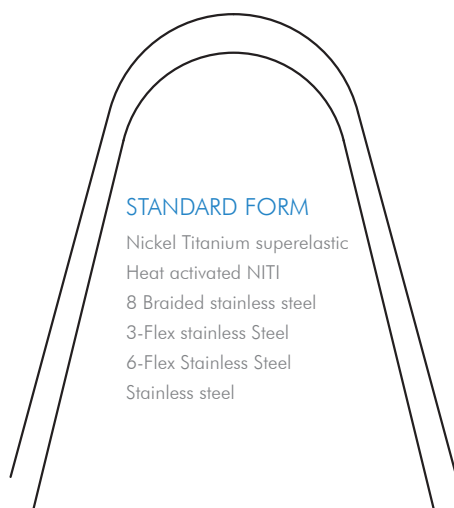 STANDARD FORM
Nickel Titanium superelastic
Heat activated NITI
8 Braided stainless steel
3-Flex stainless Steel
6-Flex Stainless Steel
Stainless steel